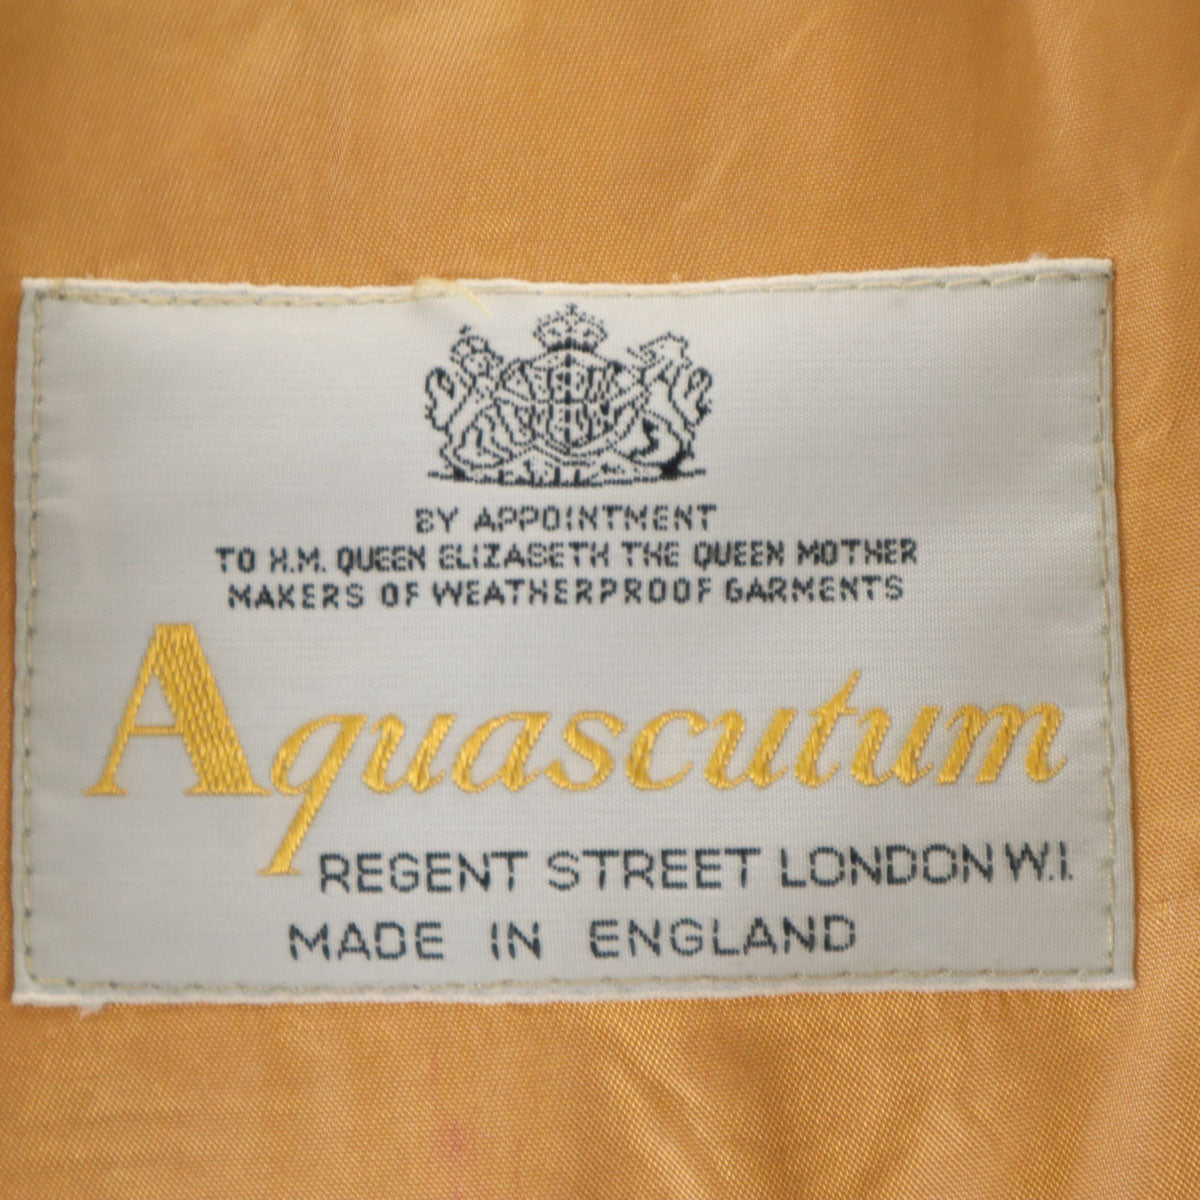 BY APPOINTMENT
TO H.M. QUEEN ELIZABETH THE QUEEN MOTHER
MAKERS OF WEATHERPROOF GARMENTS
Aquascutum
REGENT STREET LONDON W.I.
MADE IN ENGLAND